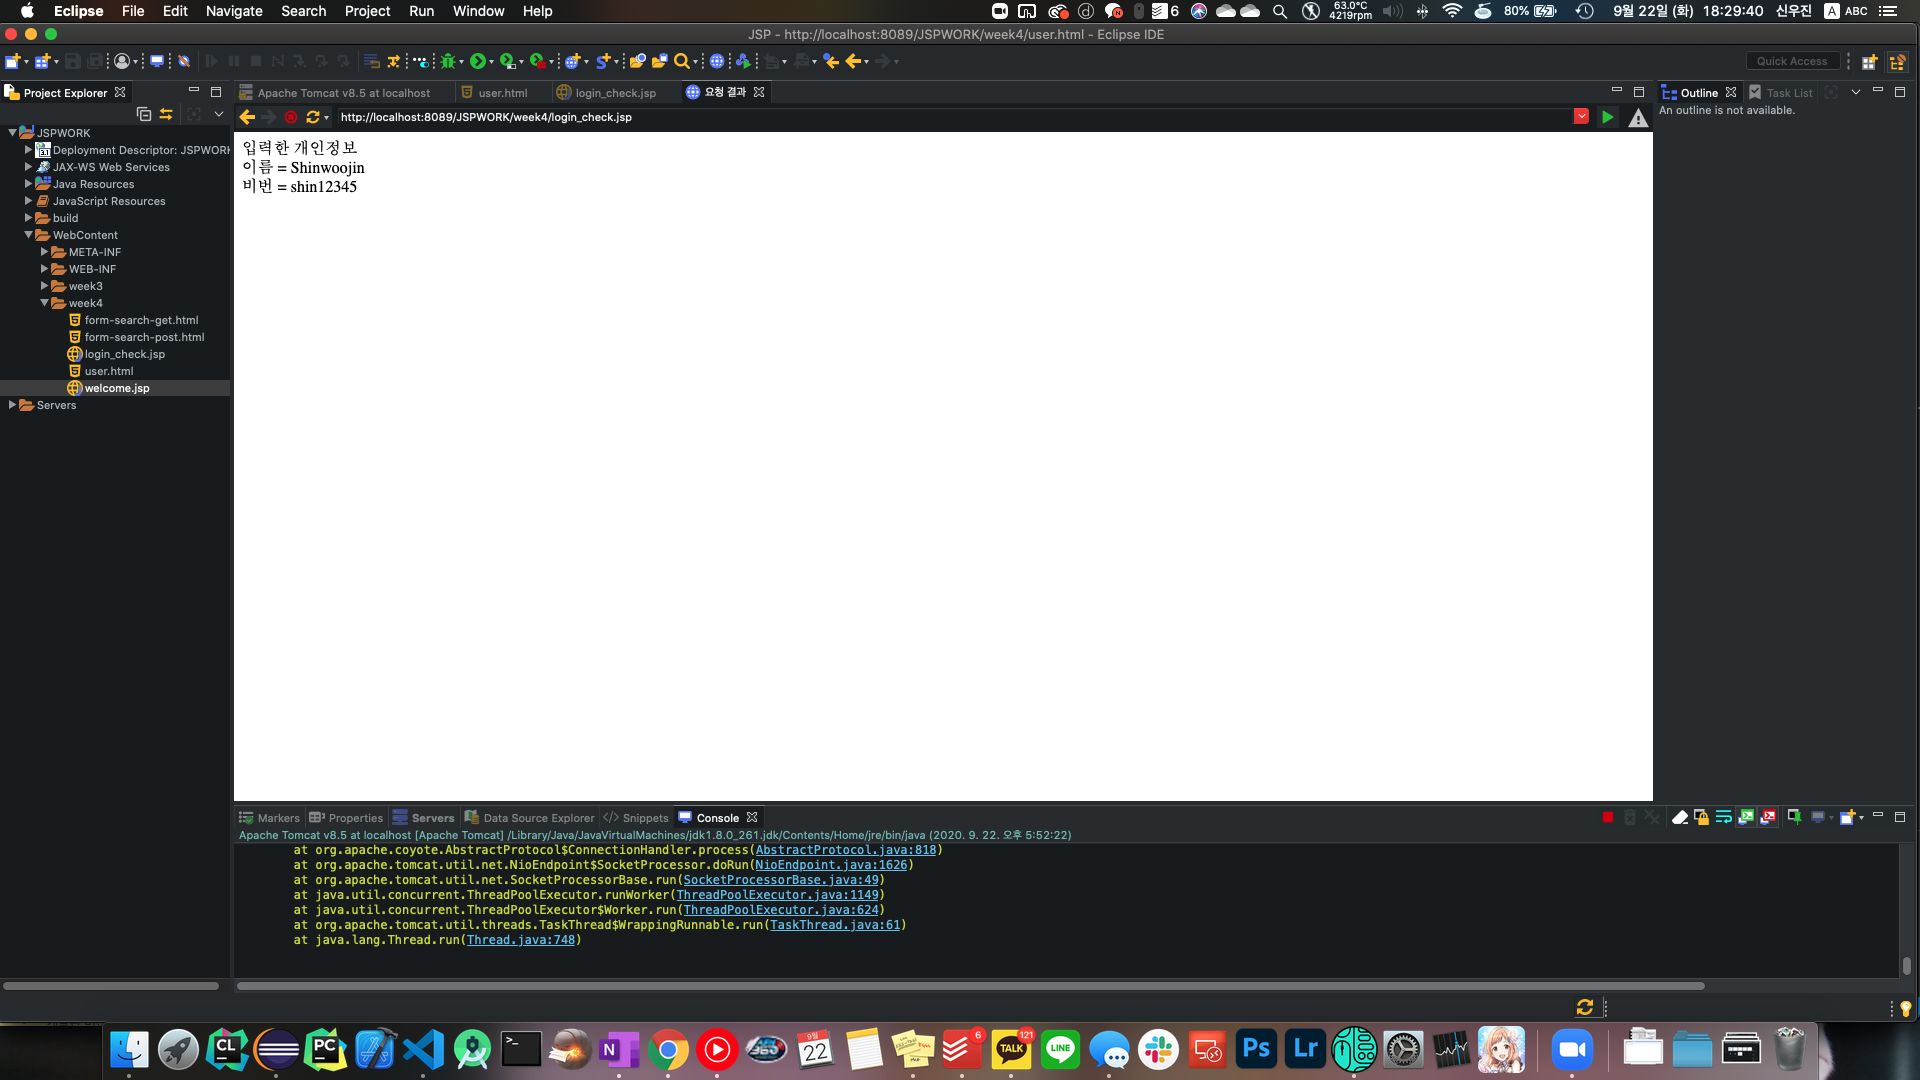 Eclipse File Edit Navigate Search Project Run Window Help 6 63.0°C 4219rpm 80% 9월 22일 (화) 18:29:40 신우진 A ABC
JSP - http://localhost:8089/JSPWORK/week4/user.html - Eclipse IDE
Quick Access
Project Explorer
Apache Tomcat v8.5 at localhost user.html login_check.jsp 요청 결과
Outline Task List
An outline is not available.
http://localhost:8089/JSPWORK/week4/login_check.jsp
JSPWORK
Deployment Descriptor: JSPWORK
JAX-WS Web Services
Java Resources
JavaScript Resources
build
WebContent
META-INF
WEB-INF
week3
week4
form-search-get.html
form-search-post.html
login_check.jsp
user.html
welcome.jsp
Servers
입력한 개인정보
이름 = Shinwoojin
비번 = shin12345
Markers Properties Servers Data Source Explorer Snippets Console
Apache Tomcat v8.5 at localhost [Apache Tomcat] /Library/Java/JavaVirtualMachines/jdk1.8.0_261.jdk/Contents/Home/jre/bin/java (2020. 9. 22. 오후 5:52:22)
at org.apache.coyote.AbstractProtocol$ConnectionHandler.process(AbstractProtocol.java:818)
at org.apache.tomcat.util.net.NioEndpoint$SocketProcessor.doRun(NioEndpoint.java:1626)
at org.apache.tomcat.util.net.SocketProcessorBase.run(SocketProcessorBase.java:49)
at java.util.concurrent.ThreadPoolExecutor.runWorker(ThreadPoolExecutor.java:1149)
at java.util.concurrent.ThreadPoolExecutor$Worker.run(ThreadPoolExecutor.java:624)
at org.apache.tomcat.util.threads.TaskThread$WrappingRunnable.run(TaskThread.java:61)
at java.lang.Thread.run(Thread.java:748)
CL PC N 9월 22 6 TALK 121 LINE Ps Lr